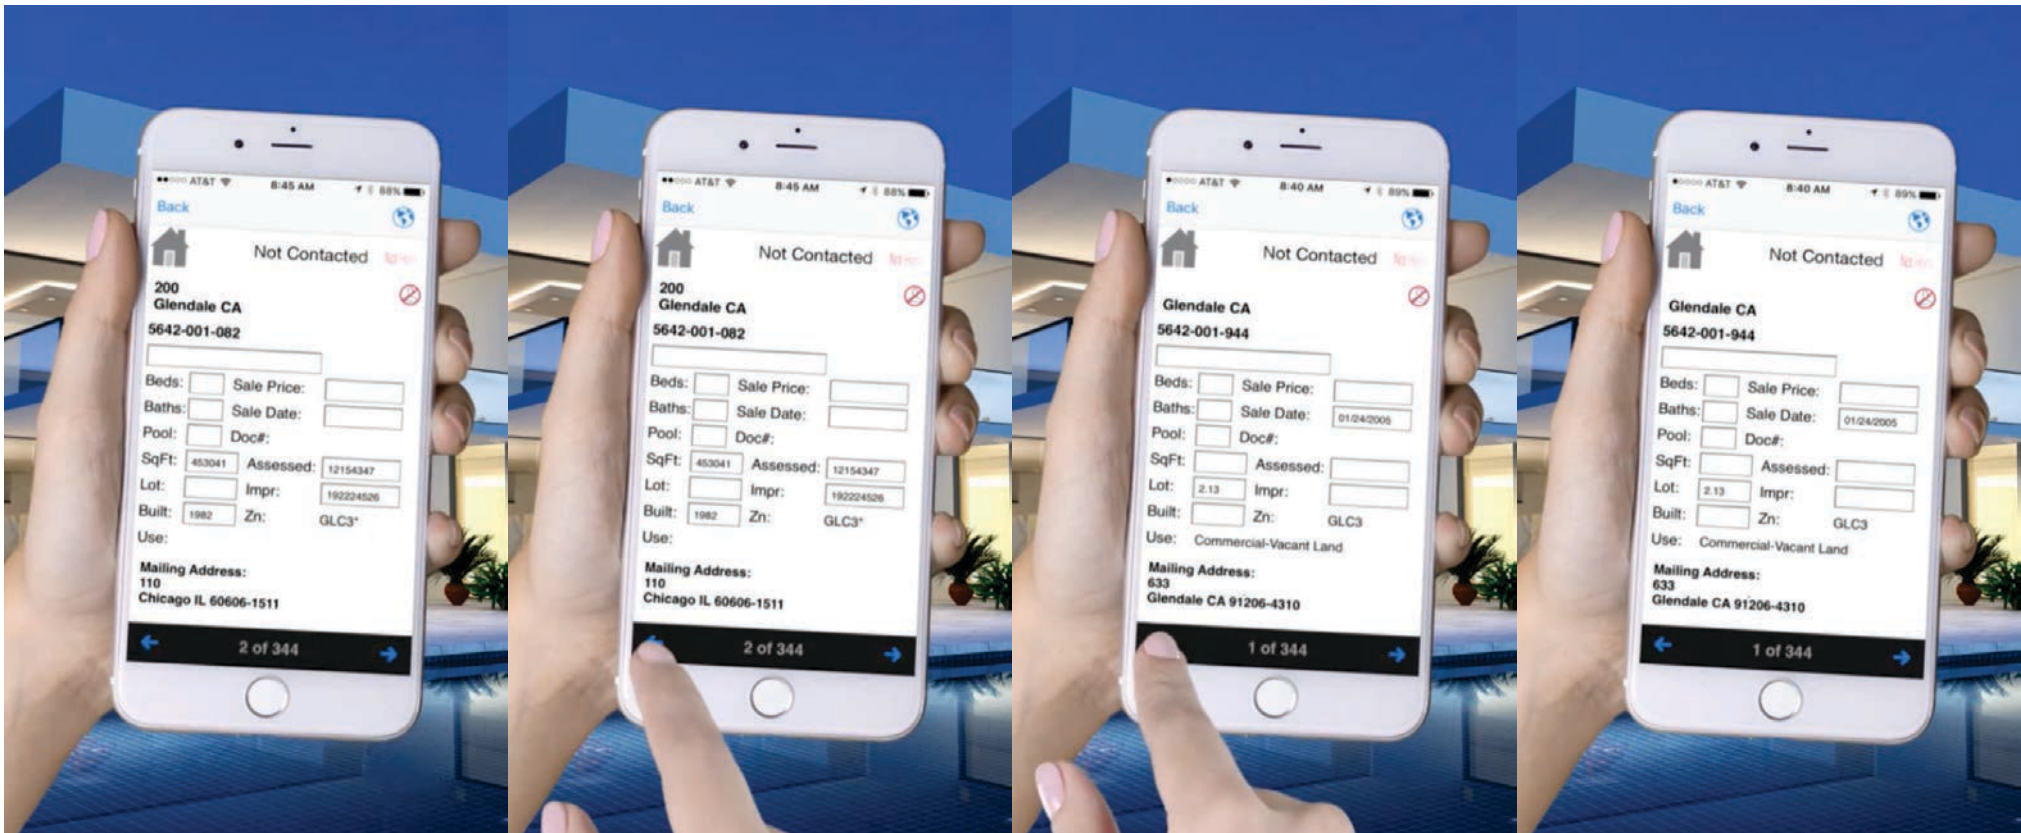 AT&T 8:45 AM 88%
Back
Not Contacted
200
Glendale CA
5642-001-082
Beds: Sale Price:
Baths: Sale Date:
Pool: Doc#:
SqFt: 453041 Assessed: 12154347
Lot: Impr: 192224526
Built: 1982 Zn: GLC3*
Use:
Mailing Address:
110
Chicago IL 60606-1511
2 of 344
AT&T 8:45 AM 88%
Back
Not Contacted
200
Glendale CA
5642-001-082
Beds: Sale Price:
Baths: Sale Date:
Pool: Doc#:
SqFt: 453041 Assessed: 12154347
Lot: Impr: 192224526
Built: 1982 Zn: GLC3*
Use:
Mailing Address:
110
Chicago IL 60606-1511
2 of 344
AT&T 8:40 AM 89%
Back
Not Contacted
Glendale CA
5642-001-944
Beds: Sale Price:
Baths: Sale Date: 01/24/2005
Pool: Doc#:
SqFt: Assessed:
Lot: 2.13 Impr:
Built: Zn: GLC3
Use: Commercial-Vacant Land
Mailing Address:
633
Glendale CA 91206-4310
1 of 344
AT&T 8:40 AM 89%
Back
Not Contacted
Glendale CA
5642-001-944
Beds: Sale Price:
Baths: Sale Date: 01/24/2005
Pool: Doc#:
SqFt: Assessed:
Lot: 2.13 Impr:
Built: Zn: GLC3
Use: Commercial-Vacant Land
Mailing Address:
633
Glendale CA 91206-4310
1 of 344